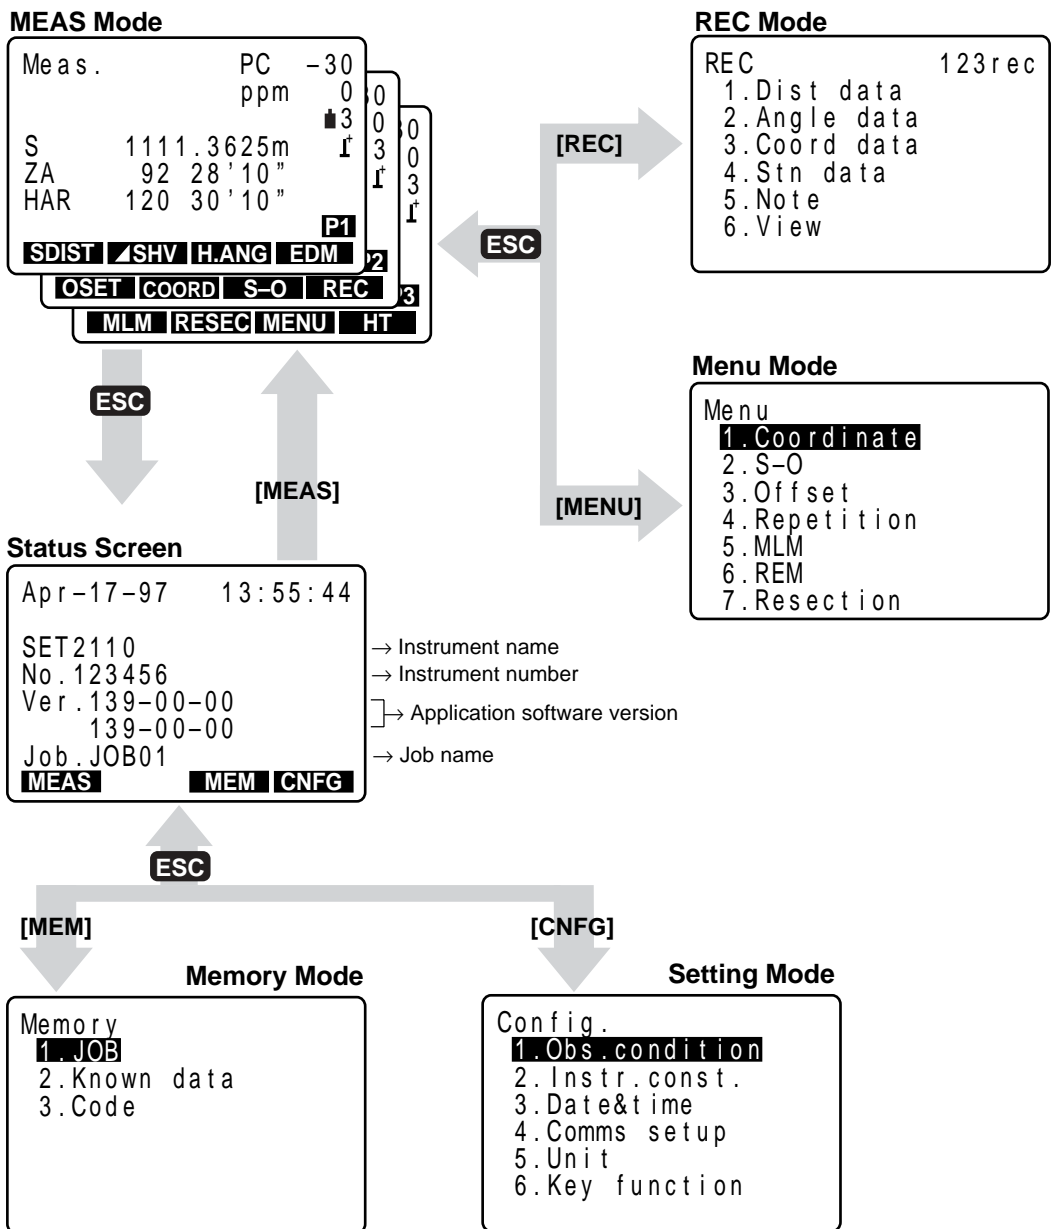 MEAS Mode
Meas. PC –30
ppm 0
3
S 1111.3625m
ZA 92 28'10"
HAR 120 30'10"
P1
SDIST ⊿SHV H.ANG EDM
0
0
3
P2
OSET COORD S–O REC
0
0
3
P3
MLM RESEC MENU HT
ESC
[REC]
REC Mode
REC 123rec
1.Dist data
2.Angle data
3.Coord data
4.Stn data
5.Note
6.View
[MENU]
Menu Mode
Menu
1.Coordinate
2.S–O
3.Offset
4.Repetition
5.MLM
6.REM
7.Resection
ESC
[MEAS]
Status Screen
Apr–17–97 13:55:44
SET2110 → Instrument name
No.123456 → Instrument number
Ver.139–00–00
139–00–00 → Application software version
Job.JOB01 → Job name
MEAS MEM CNFG
ESC
[MEM] [CNFG]
Memory Mode
Memory
1.JOB
2.Known data
3.Code
Setting Mode
Config.
1.Obs.condition
2.Instr.const.
3.Date&time
4.Comms setup
5.Unit
6.Key function